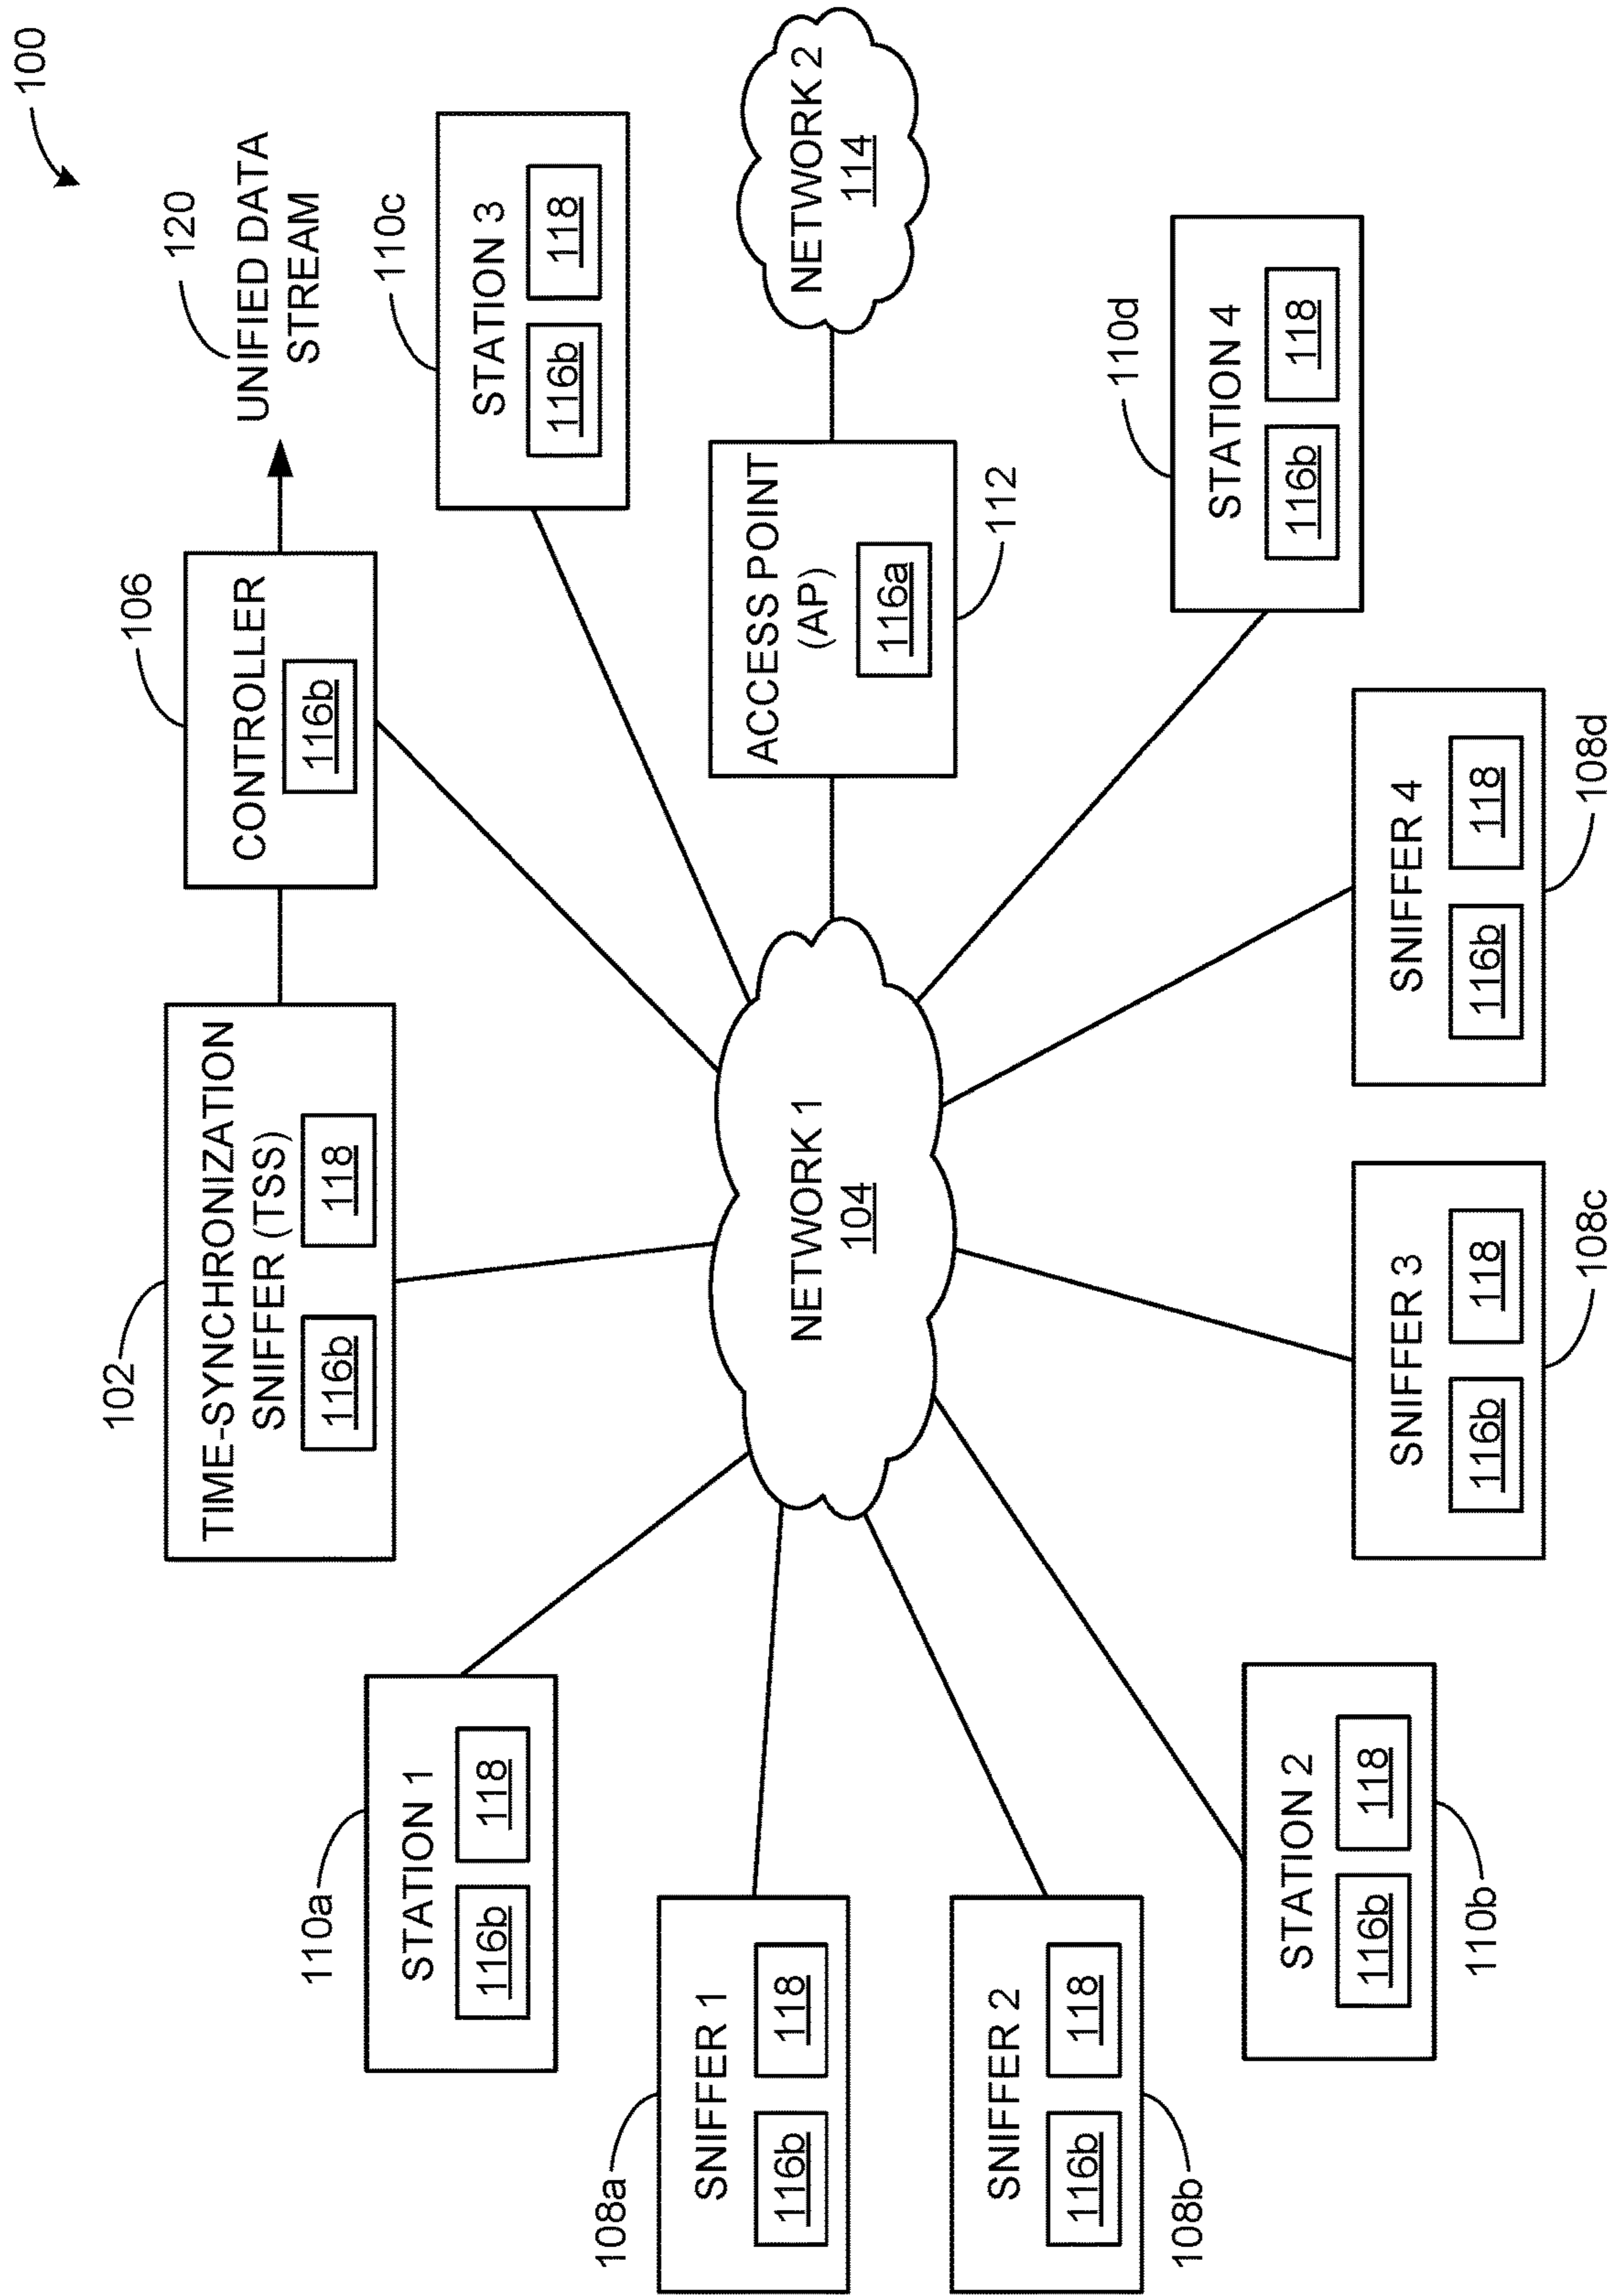 100
102
TIME-SYNCHRONIZATION
SNIFFER (TSS)
116b
118
106
CONTROLLER
116b
120
UNIFIED DATA
STREAM
110a
STATION 1
116b
118
110c
STATION 3
116b
118
108a
SNIFFER 1
116b
118
NETWORK 1
104
ACCESS POINT
(AP)
116a
112
NETWORK 2
114
108b
SNIFFER 2
116b
118
110b
STATION 2
116b
118
108c
SNIFFER 3
116b
118
108d
SNIFFER 4
116b
118
110d
STATION 4
116b
118